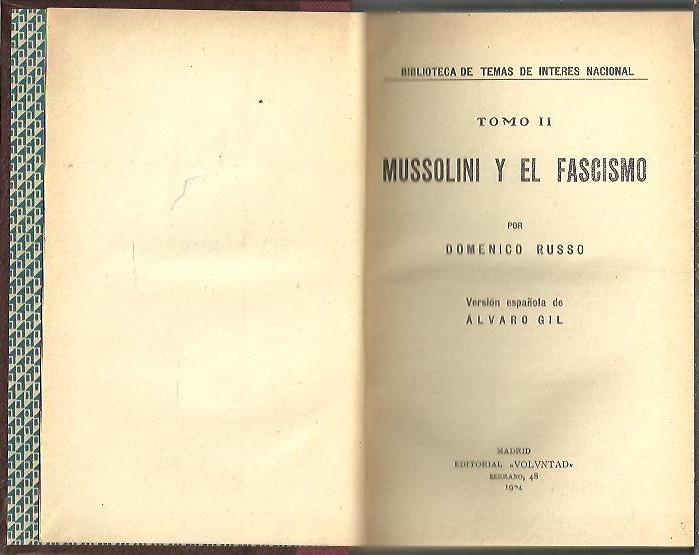 BIBLIOTECA DE TEMAS DE INTERES NACIONAL
TOMO II
MUSSOLINI Y EL FASCISMO
POR
DOMENICO RUSSO
Versión española de
ÁLVARO GIL
MADRID
EDITORIAL «VOLVNTAD»
SERRANO, 48
1924